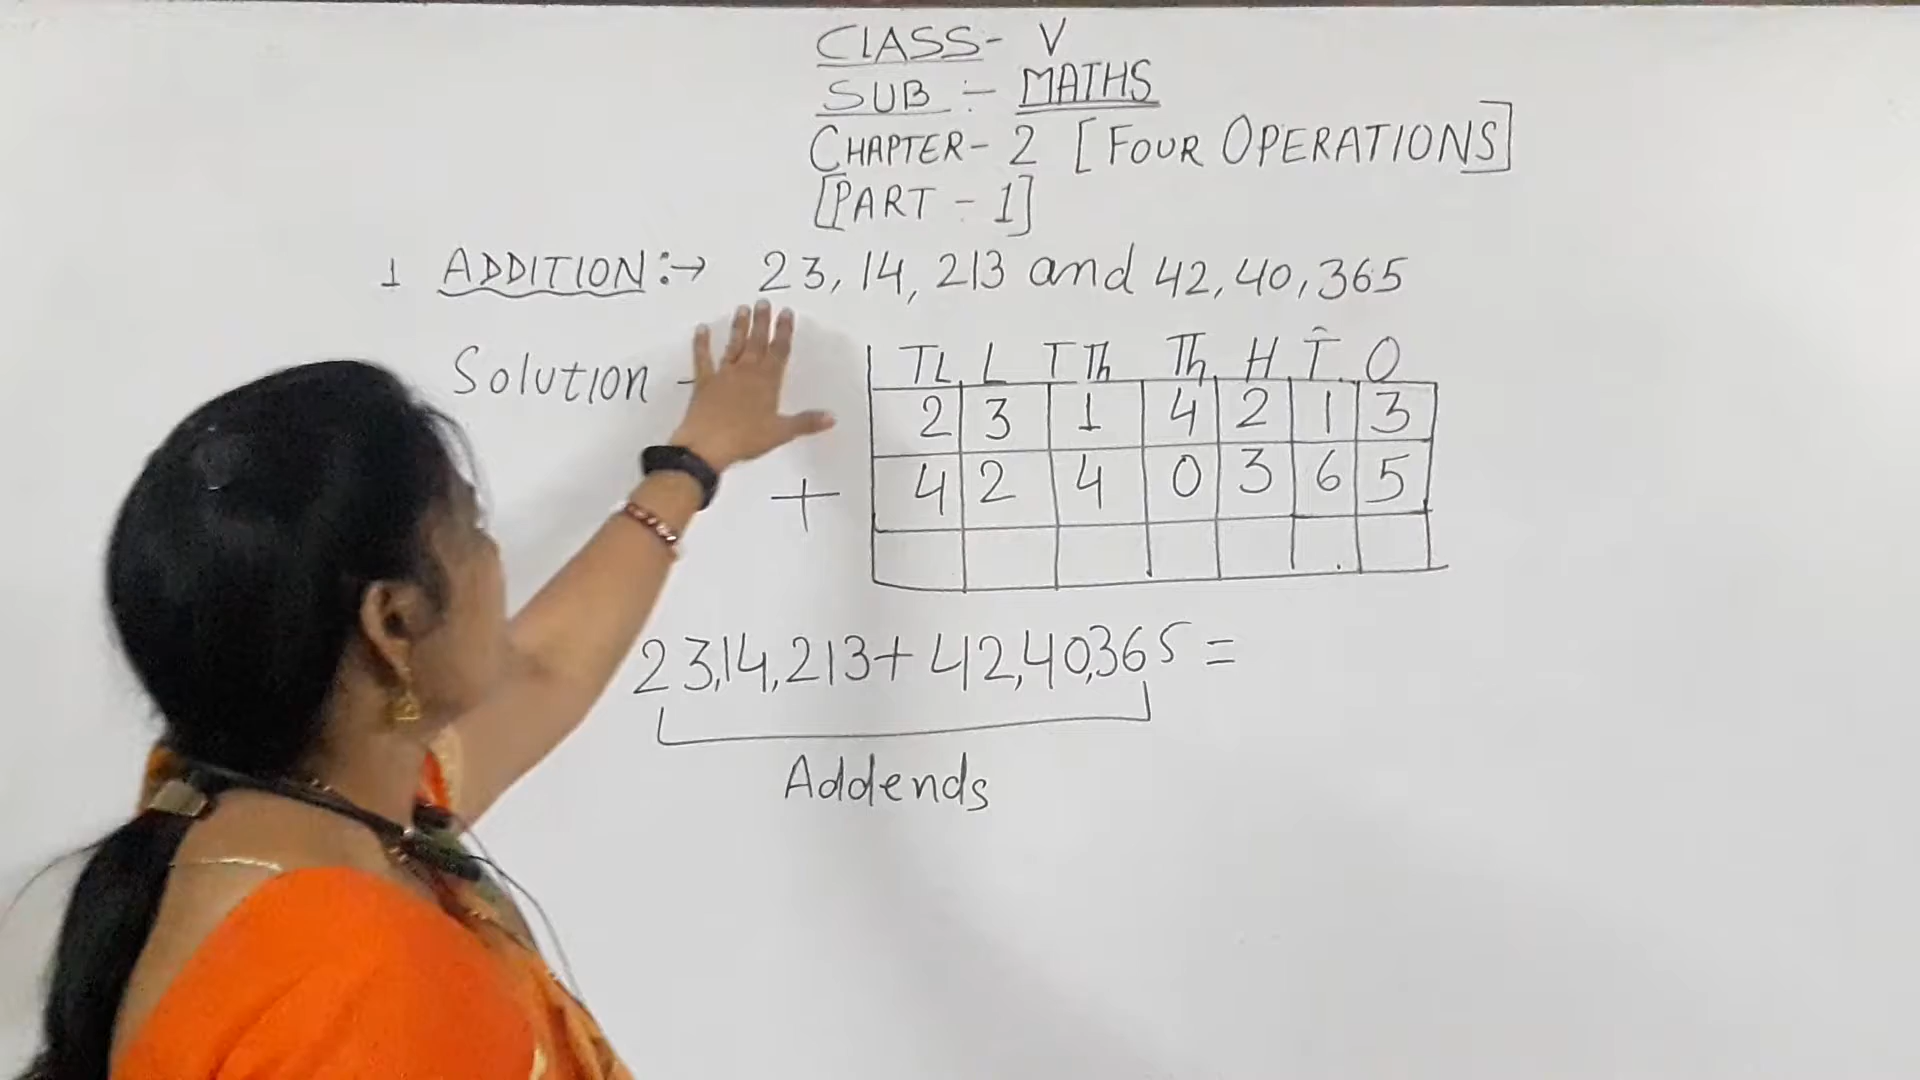 CLASS- V
SUB :- MATHS
CHAPTER- 2 [FOUR OPERATIONS]
[PART - 1]
1 ADDITION:→ 23,14,213 and 42,40,365
Solution -
TL L T Th Th H T O
2 3 1 4 2 1 3
+ 4 2 4 0 3 6 5
23,14,213+ 42,40,365 =
Addends